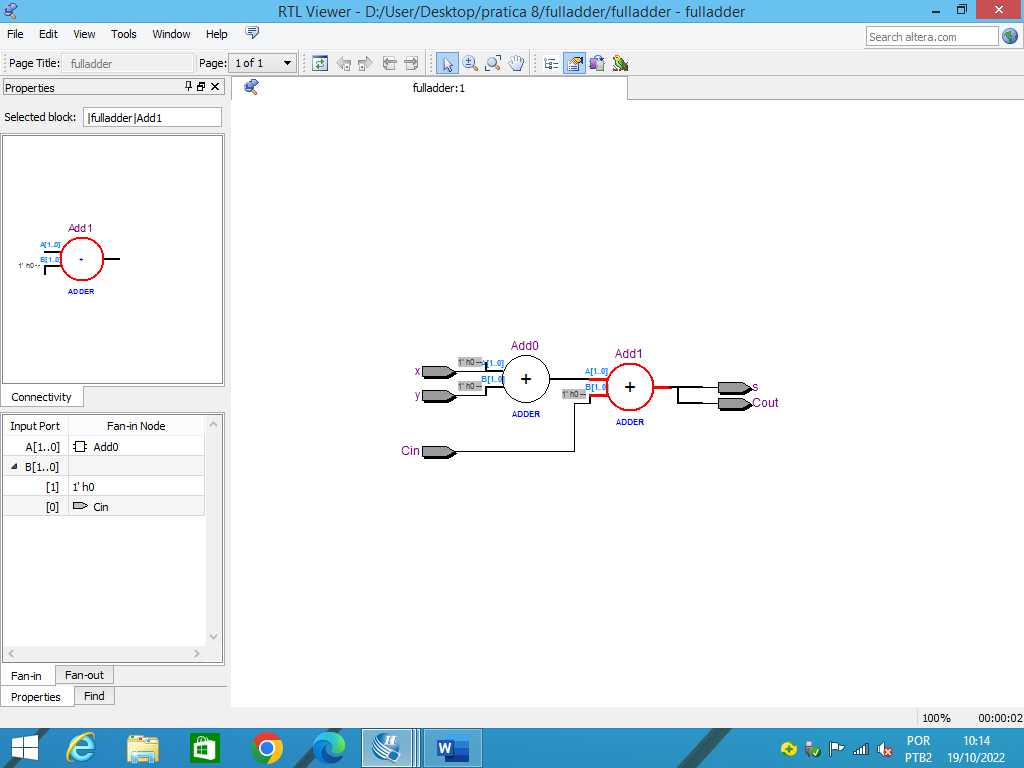 RTL Viewer - D:/User/Desktop/pratica 8/fulladder/fulladder - fulladder
File Edit View Tools Window Help
Search altera.com
Page Title: fulladder Page: 1 of 1
Properties
fulladder:1
Selected block: |fulladder|Add1
Add1
A[1..0]
B[1..0]
1' h0--
+
ADDER
Connectivity
Input Port Fan-in Node
A[1..0] Add0
B[1..0]
[1] 1' h0
[0] Cin
Fan-in Fan-out
Properties Find
Add0
x 1' h0 -- A[1..0]
y 1' h0 -- B[1..0]
+
ADDER
Cin
Add1
A[1..0]
1' h0 -- B[1..0]
+
ADDER
s
Cout
100% 00:00:02
POR 10:14
PTB2 19/10/2022